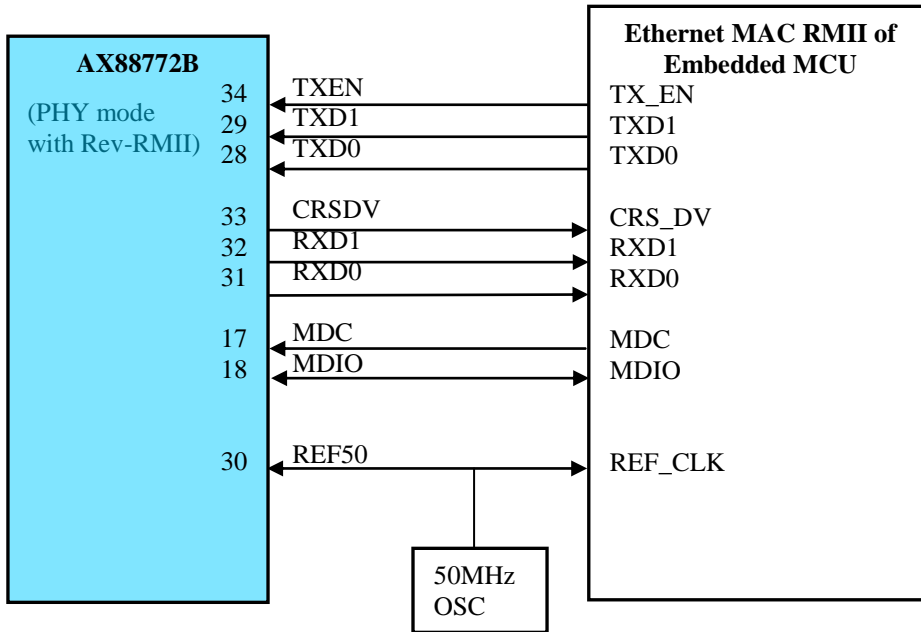 AX88772B
(PHY mode
with Rev-RMII)
Ethernet MAC RMII of
Embedded MCU
34 TXEN TX_EN
29 TXD1 TXD1
28 TXD0 TXD0
33 CRSDV CRS_DV
32 RXD1 RXD1
31 RXD0 RXD0
17 MDC MDC
18 MDIO MDIO
30 REF50 REF_CLK
50MHz
OSC